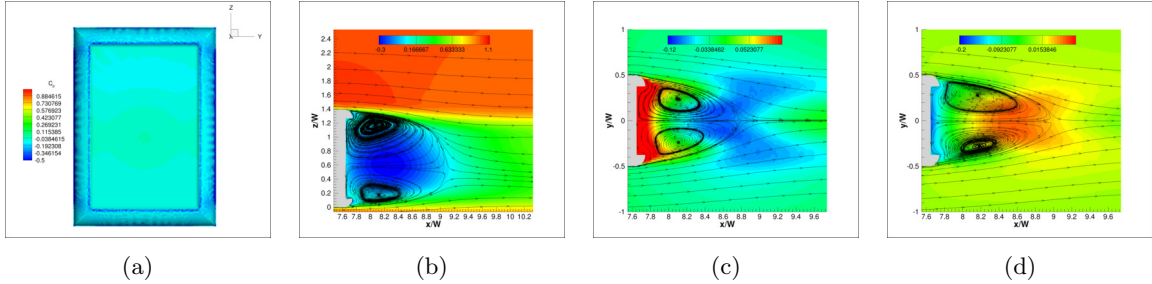 Z
X Y
Cp
0.884615
0.730769
0.576923
0.423077
0.269231
0.115385
-0.0384615
-0.192308
-0.346154
-0.5
-0.3 0.166667 0.633333 1.1
2.4
2.2
2
1.8
1.6
1.4
1.2
1
0.8
0.6
0.4
0.2
0
z/W
7.6 7.8 8 8.2 8.4 8.6 8.8 9 9.2 9.4 9.6 9.8 10 10.2
x/W
-0.12 -0.0338462 0.0523077
1
0.5
0
-0.5
-1
y/W
7.6 7.8 8 8.2 8.4 8.6 8.8 9 9.2 9.4 9.6
x/W
-0.2 -0.0923077 0.0153846
1
0.5
0
-0.5
-1
y/W
7.6 7.8 8 8.2 8.4 8.6 8.8 9 9.2 9.4 9.6
x/W
(a) (b) (c) (d)